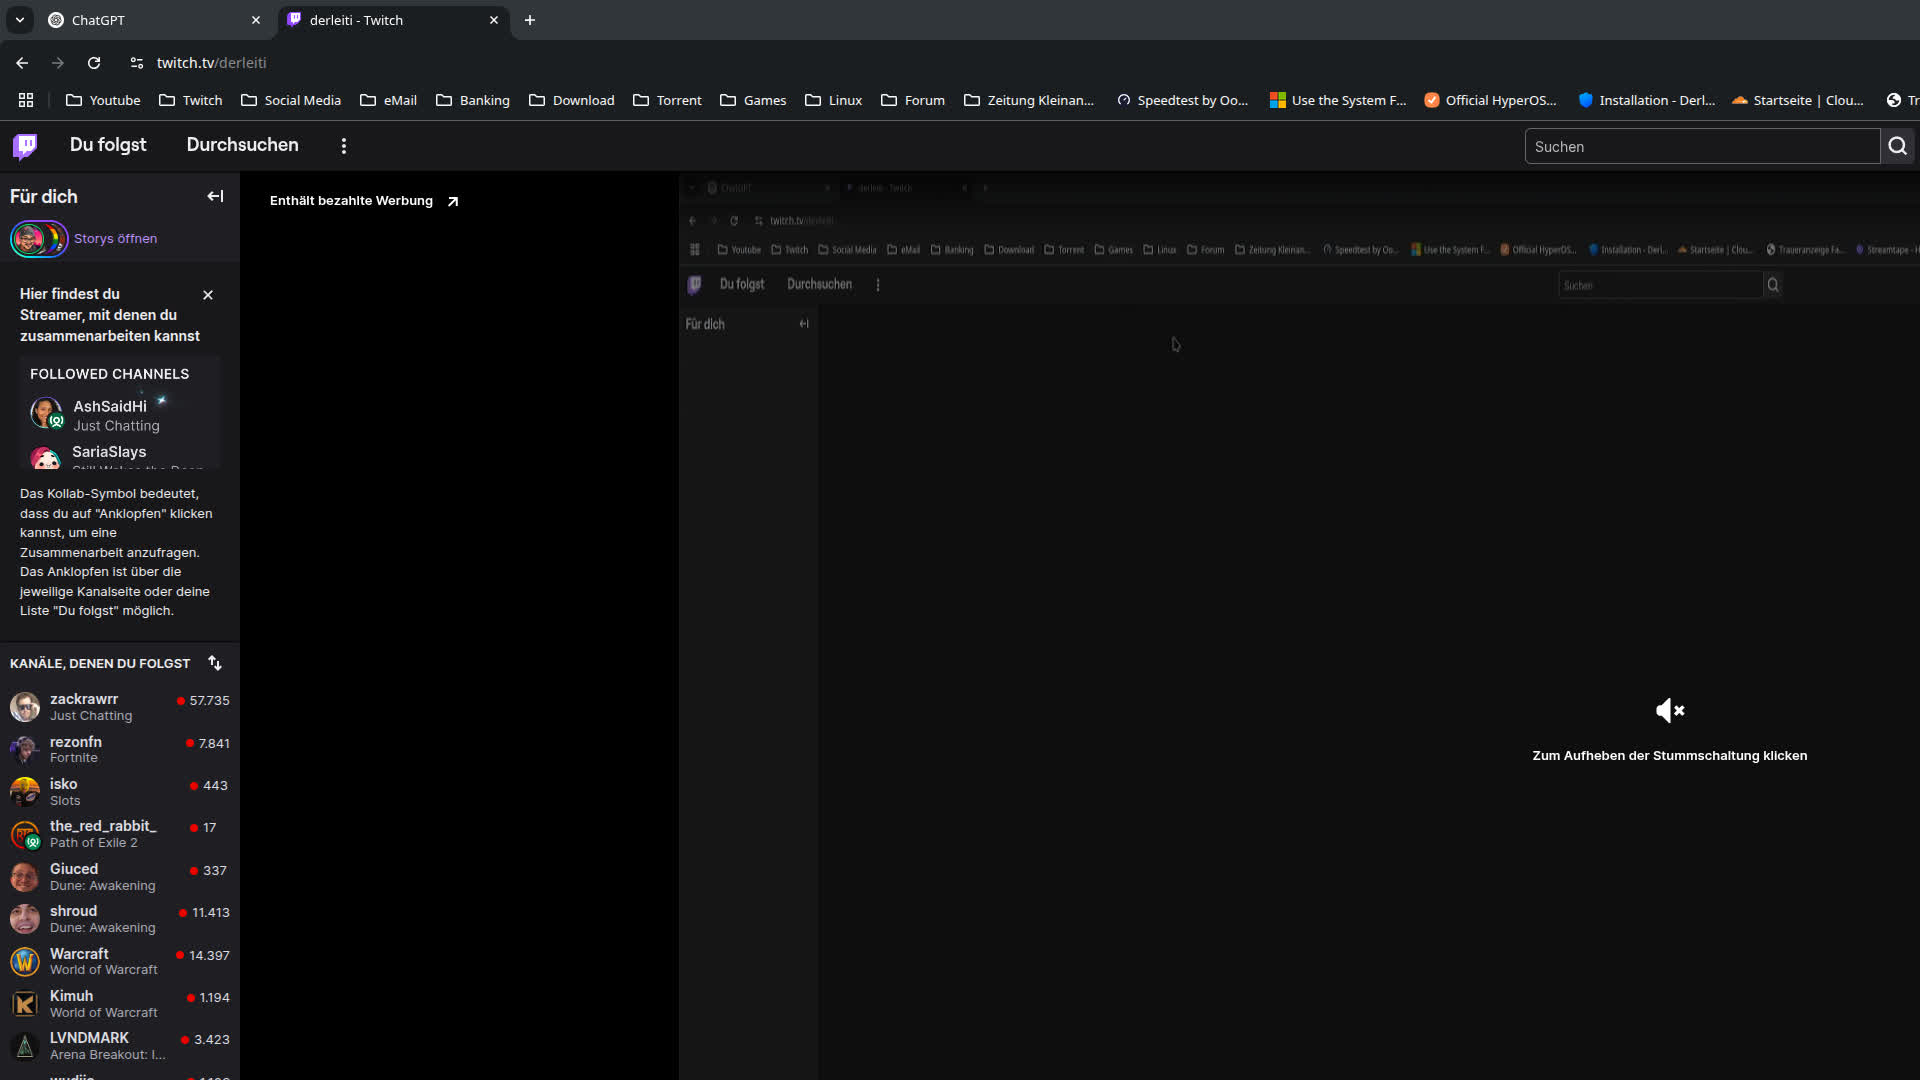 ChatGPT
derleiti - Twitch
twitch.tv/derleiti
Youtube Twitch Social Media eMail Banking Download Torrent Games Linux Forum Zeitung Kleinan... Speedtest by Oo... Use the System F... Official HyperOS... Installation - Derl... Startseite | Clou... Tr
Du folgst Durchsuchen Suchen
Für dich
Storys öffnen
Hier findest du
Streamer, mit denen du
zusammenarbeiten kannst
FOLLOWED CHANNELS
AshSaidHi
Just Chatting
SariaSlays
Das Kollab-Symbol bedeutet,
dass du auf "Anklopfen" klicken
kannst, um eine
Zusammenarbeit anzufragen.
Das Anklopfen ist über die
jeweilige Kanalseite oder deine
Liste "Du folgst" möglich.
KANÄLE, DENEN DU FOLGST
zackrawrr 57.735
Just Chatting
rezonfn 7.841
Fortnite
isko 443
Slots
the_red_rabbit_ 17
Path of Exile 2
Giuced 337
Dune: Awakening
shroud 11.413
Dune: Awakening
Warcraft 14.397
World of Warcraft
Kimuh 1.194
World of Warcraft
LVNDMARK 3.423
Arena Breakout: I...
Enthält bezahlte Werbung
ChatGPT derleiti - Twitch
twitch.tv/derleiti
Youtube Twitch Social Media eMail Banking Download Torrent Games Linux Forum Zeitung Kleinan... Speedtest by Oo... Use the System F... Official HyperOS... Installation - Derl... Startseite | Clou... Traueranzeige Fa... Streamtape - H
Du folgst Durchsuchen Suchen
Für dich
Zum Aufheben der Stummschaltung klicken